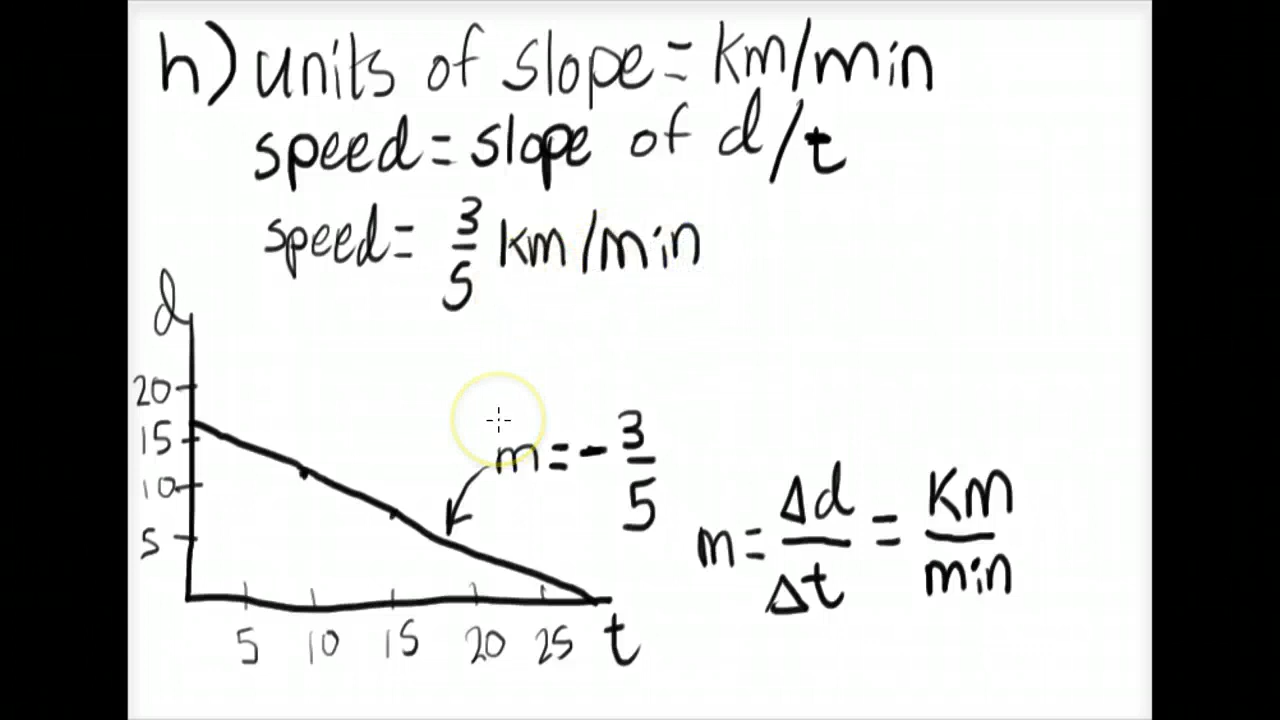 h) units of slope = km/min
speed = slope of d/t
speed = 3/5 km/min
d
20
15
10
5
5 10 15 20 25 t
m = - 3/5
m = Δd/Δt = Km/min